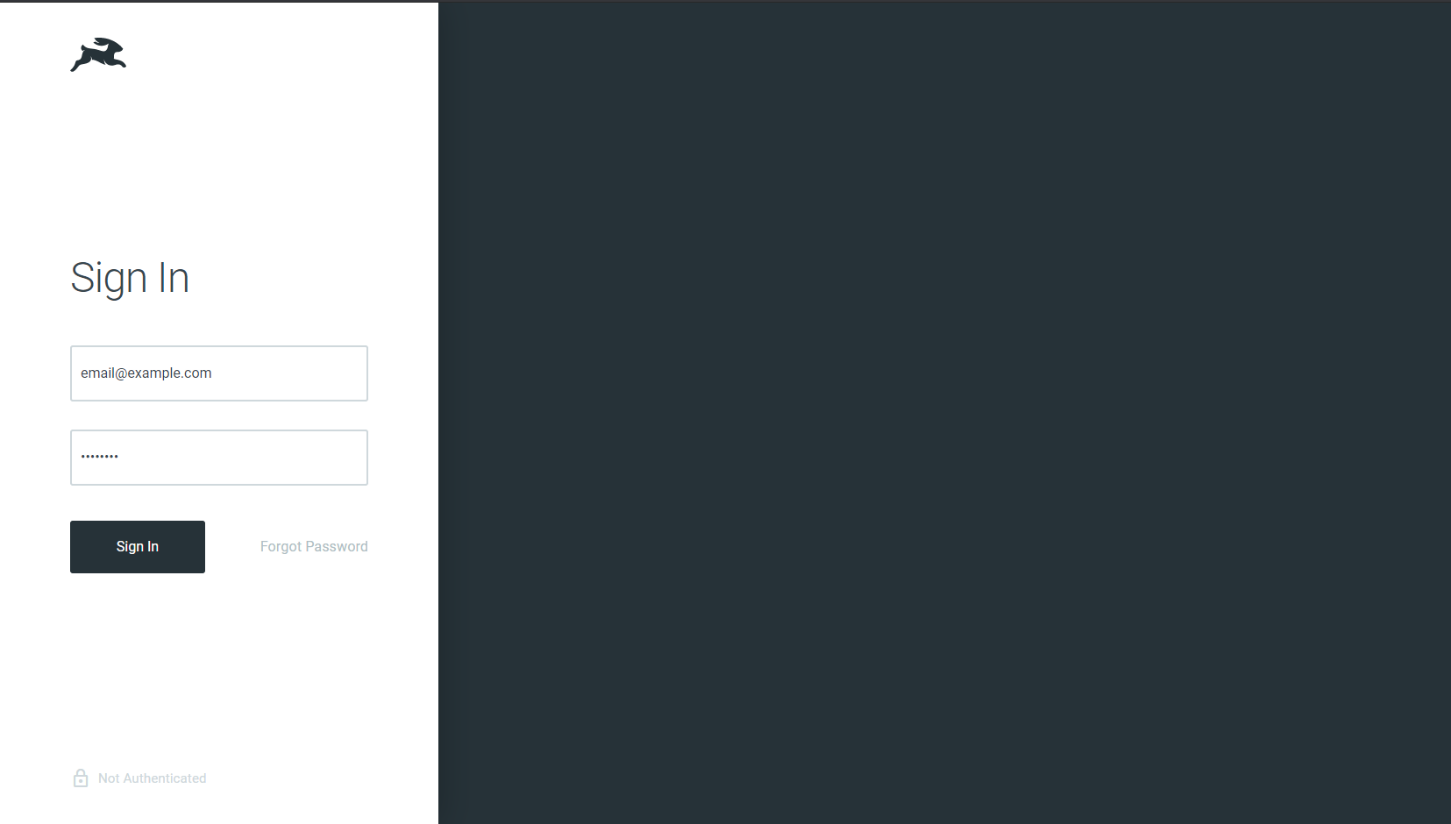 Sign In
email@example.com
••••••••
Sign In
Forgot Password
Not Authenticated